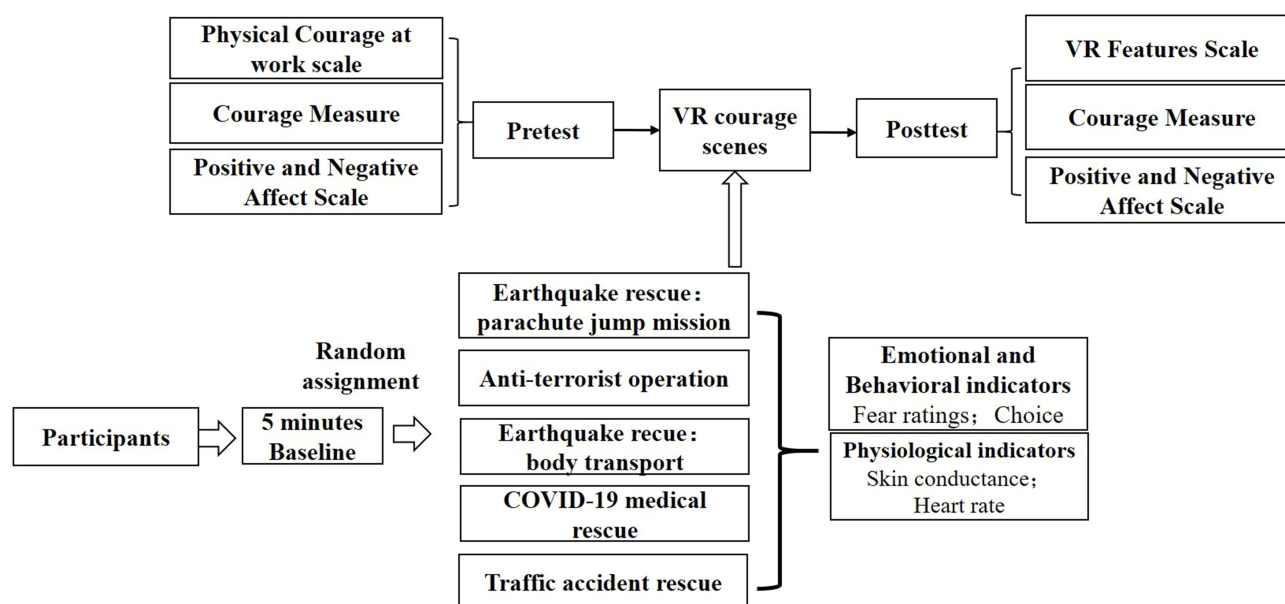 Physical Courage at
work scale
Courage Measure
Positive and Negative
Affect Scale
Pretest
VR courage
scenes
Posttest
VR Features Scale
Courage Measure
Positive and Negative
Affect Scale
Participants
5 minutes
Baseline
Random
assignment
Earthquake rescue：
parachute jump mission
Anti-terrorist operation
Earthquake recue：
body transport
COVID-19 medical
rescue
Traffic accident rescue
Emotional and
Behavioral indicators
Fear ratings；Choice
Physiological indicators
Skin conductance；
Heart rate